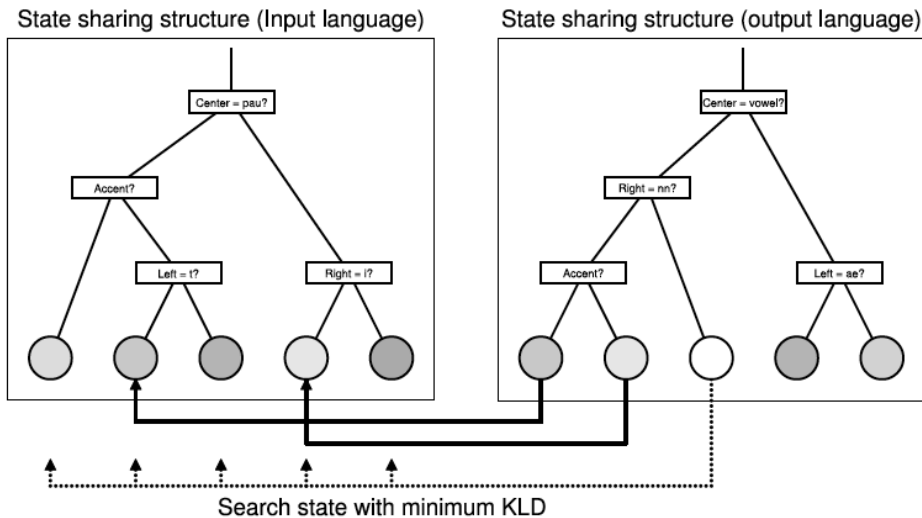 State sharing structure (Input language)
State sharing structure (output language)
Center = pau?
Center = vowel?
Accent?
Right = nn?
Left = t?
Right = i?
Accent?
Left = ae?
Search state with minimum KLD